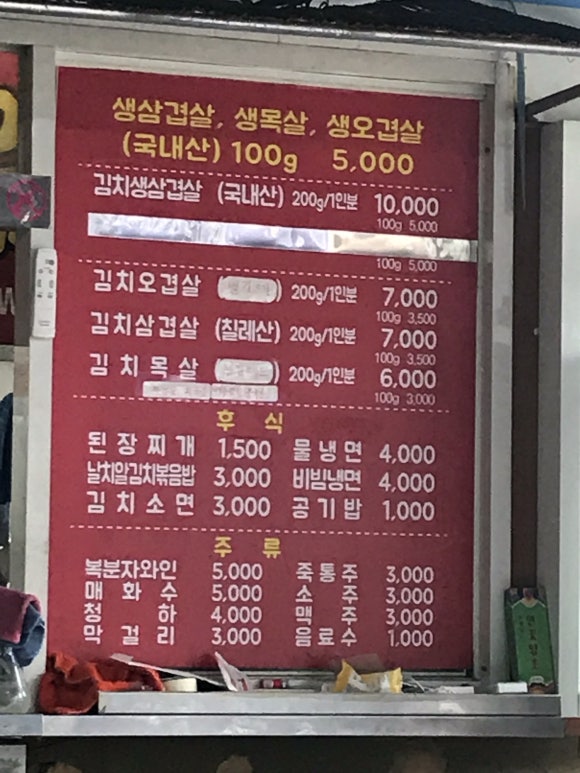 생삼겹살, 생목살, 생오겹살
(국내산) 100g 5,000
김치생삼겹살 (국내산) 200g/1인분 10,000
100g 5,000
100g 5,000
김치오겹살 200g/1인분 7,000
100g 3,500
김치삼겹살 (칠레산) 200g/1인분 7,000
100g 3,500
김치목살 200g/1인분 6,000
100g 3,000
후식
된장찌개 1,500 물냉면 4,000
날치알김치볶음밥 3,000 비빔냉면 4,000
김치소면 3,000 공기밥 1,000
주류
복분자와인 5,000 죽통주 3,000
매화수 5,000 소주 3,000
청하 4,000 맥주 3,000
막걸리 3,000 음료수 1,000